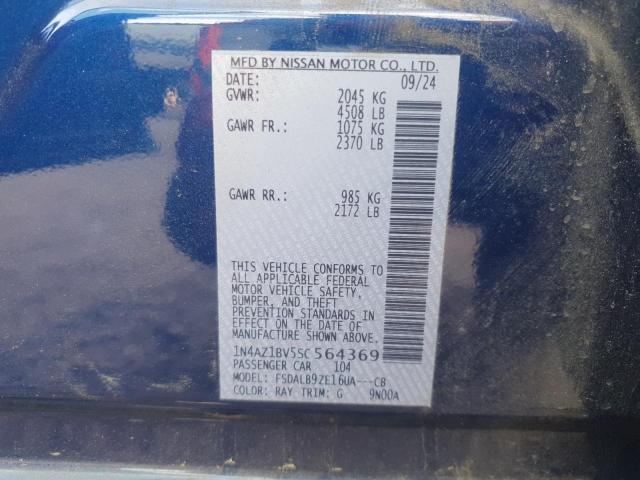 MFD BY NISSAN MOTOR CO., LTD.
DATE: 09/24
GVWR: 2045 KG
4508 LB
GAWR FR.: 1075 KG
2370 LB
GAWR RR.: 985 KG
2172 LB
THIS VEHICLE CONFORMS TO
ALL APPLICABLE FEDERAL
MOTOR VEHICLE SAFETY,
BUMPER, AND THEFT
PREVENTION STANDARDS IN
EFFECT ON THE DATE OF
MANUFACTURE SHOWN ABOVE.
1N4AZ1BV5SC564369
PASSENGER CAR 104
MODEL: FSDALB9ZE16UA---CB
COLOR: RAY TRIM: G 9N00A